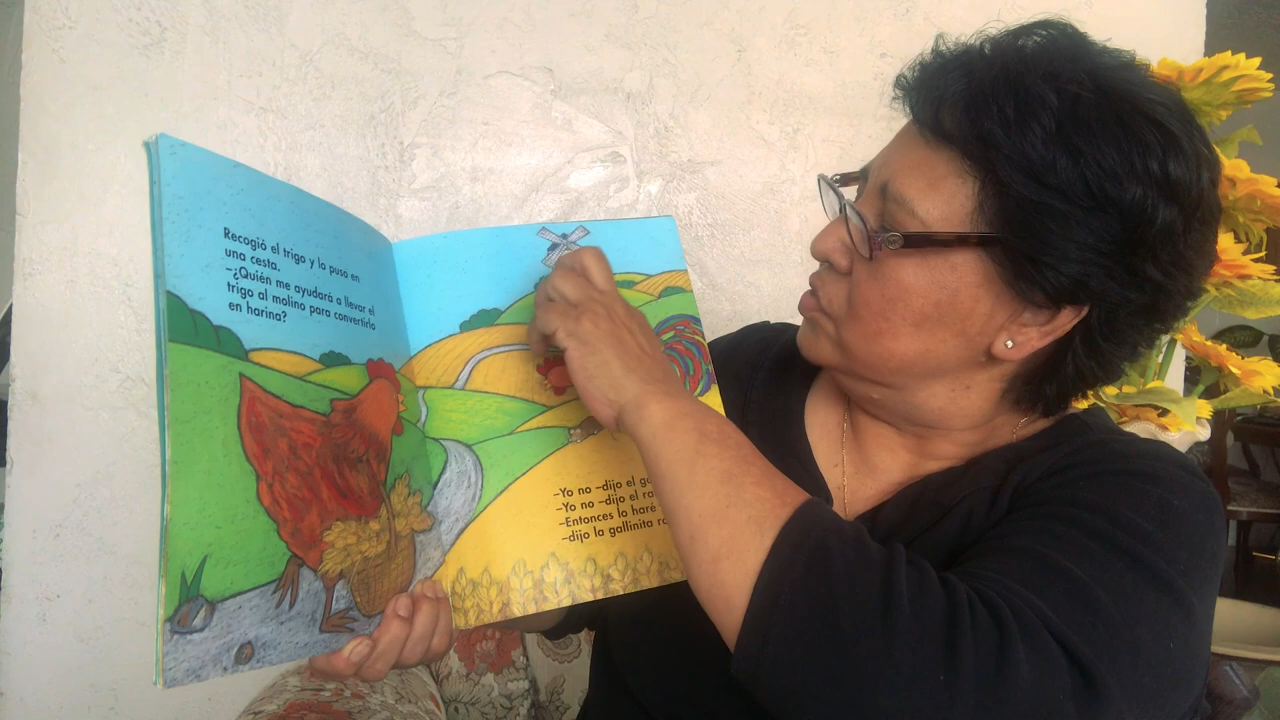 Recogió el trigo y lo puso en
una cesta.
–¿Quién me ayudará a llevar el
trigo al molino para convertirlo
en harina?
–Yo no –dijo el
–Yo no –dijo el
–Entonces lo haré
–dijo la gallinita